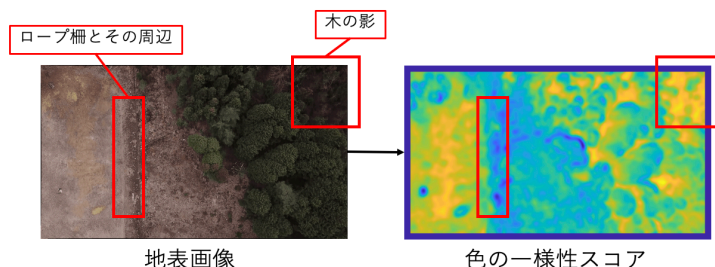 ロープ柵とその周辺
木の影
地表画像
色の一様性スコア